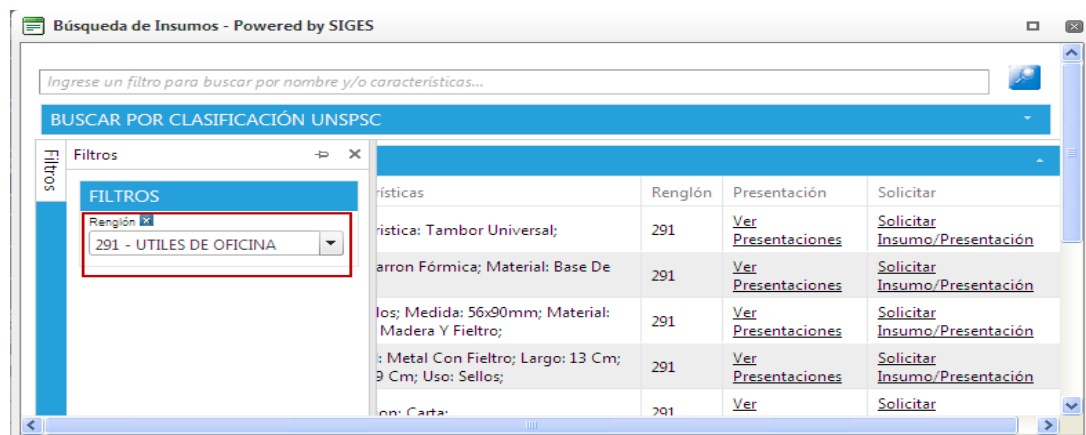 Búsqueda de Insumos - Powered by SIGES
Ingrese un filtro para buscar por nombre y/o características...
BUSCAR POR CLASIFICACIÓN UNSPSC
Filtros
Filtros
FILTROS
Renglón
291 - UTILES DE OFICINA
rísticas Renglón Presentación Solicitar
rística: Tambor Universal; 291 Ver Presentaciones Solicitar Insumo/Presentación
arron Fórmica; Material: Base De 291 Ver Presentaciones Solicitar Insumo/Presentación
los; Medida: 56x90mm; Material:
Madera Y Fieltro; 291 Ver Presentaciones Solicitar Insumo/Presentación
: Metal Con Fieltro; Largo: 13 Cm;
9 Cm; Uso: Sellos; 291 Ver Presentaciones Solicitar Insumo/Presentación
on: Carta; 291 Ver Solicitar